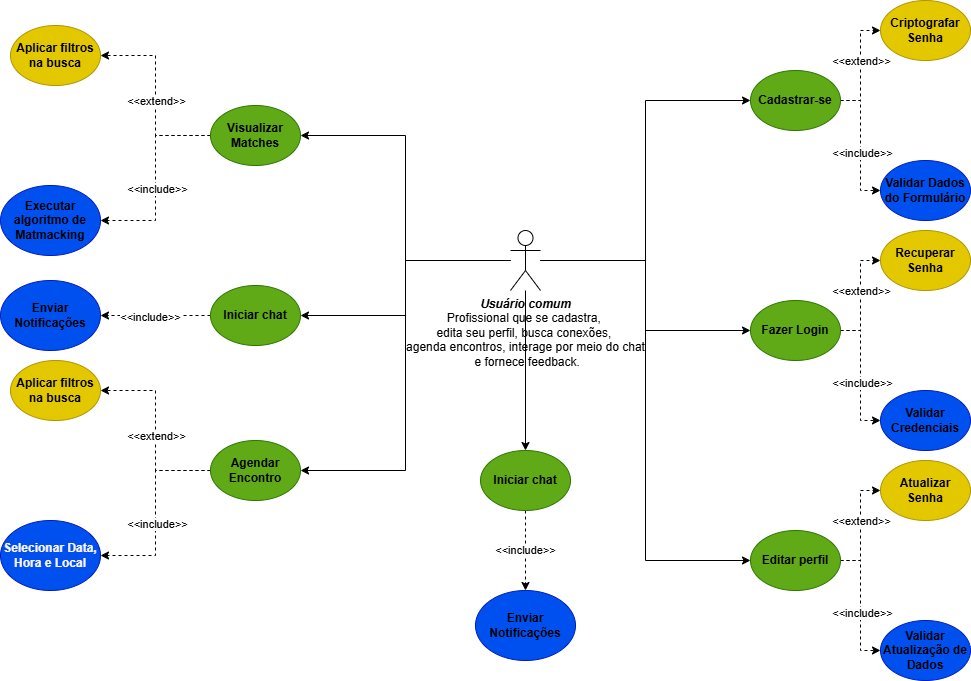 Criptografar
Senha
Aplicar filtros
na busca
<<extend>>
Cadastrar-se
<<extend>>
Visualizar
Matches
<<include>>
Validar Dados
do Formulário
<<include>>
Executar
algoritmo de
Matmacking
Recuperar
Senha
<<extend>>
Usuário comum
Profissional que se cadastra,
edita seu perfil, busca conexões,
agenda encontros, interage por meio do chat
e fornece feedback.
Enviar
Notificações
<<include>>
Iniciar chat
Fazer Login
<<include>>
Validar
Credenciais
Aplicar filtros
na busca
<<extend>>
Agendar
Encontro
<<include>>
Selecionar Data,
Hora e Local
Iniciar chat
<<include>>
Enviar
Notificações
Atualizar
Senha
<<extend>>
Editar perfil
<<include>>
Validar
Atualização de
Dados